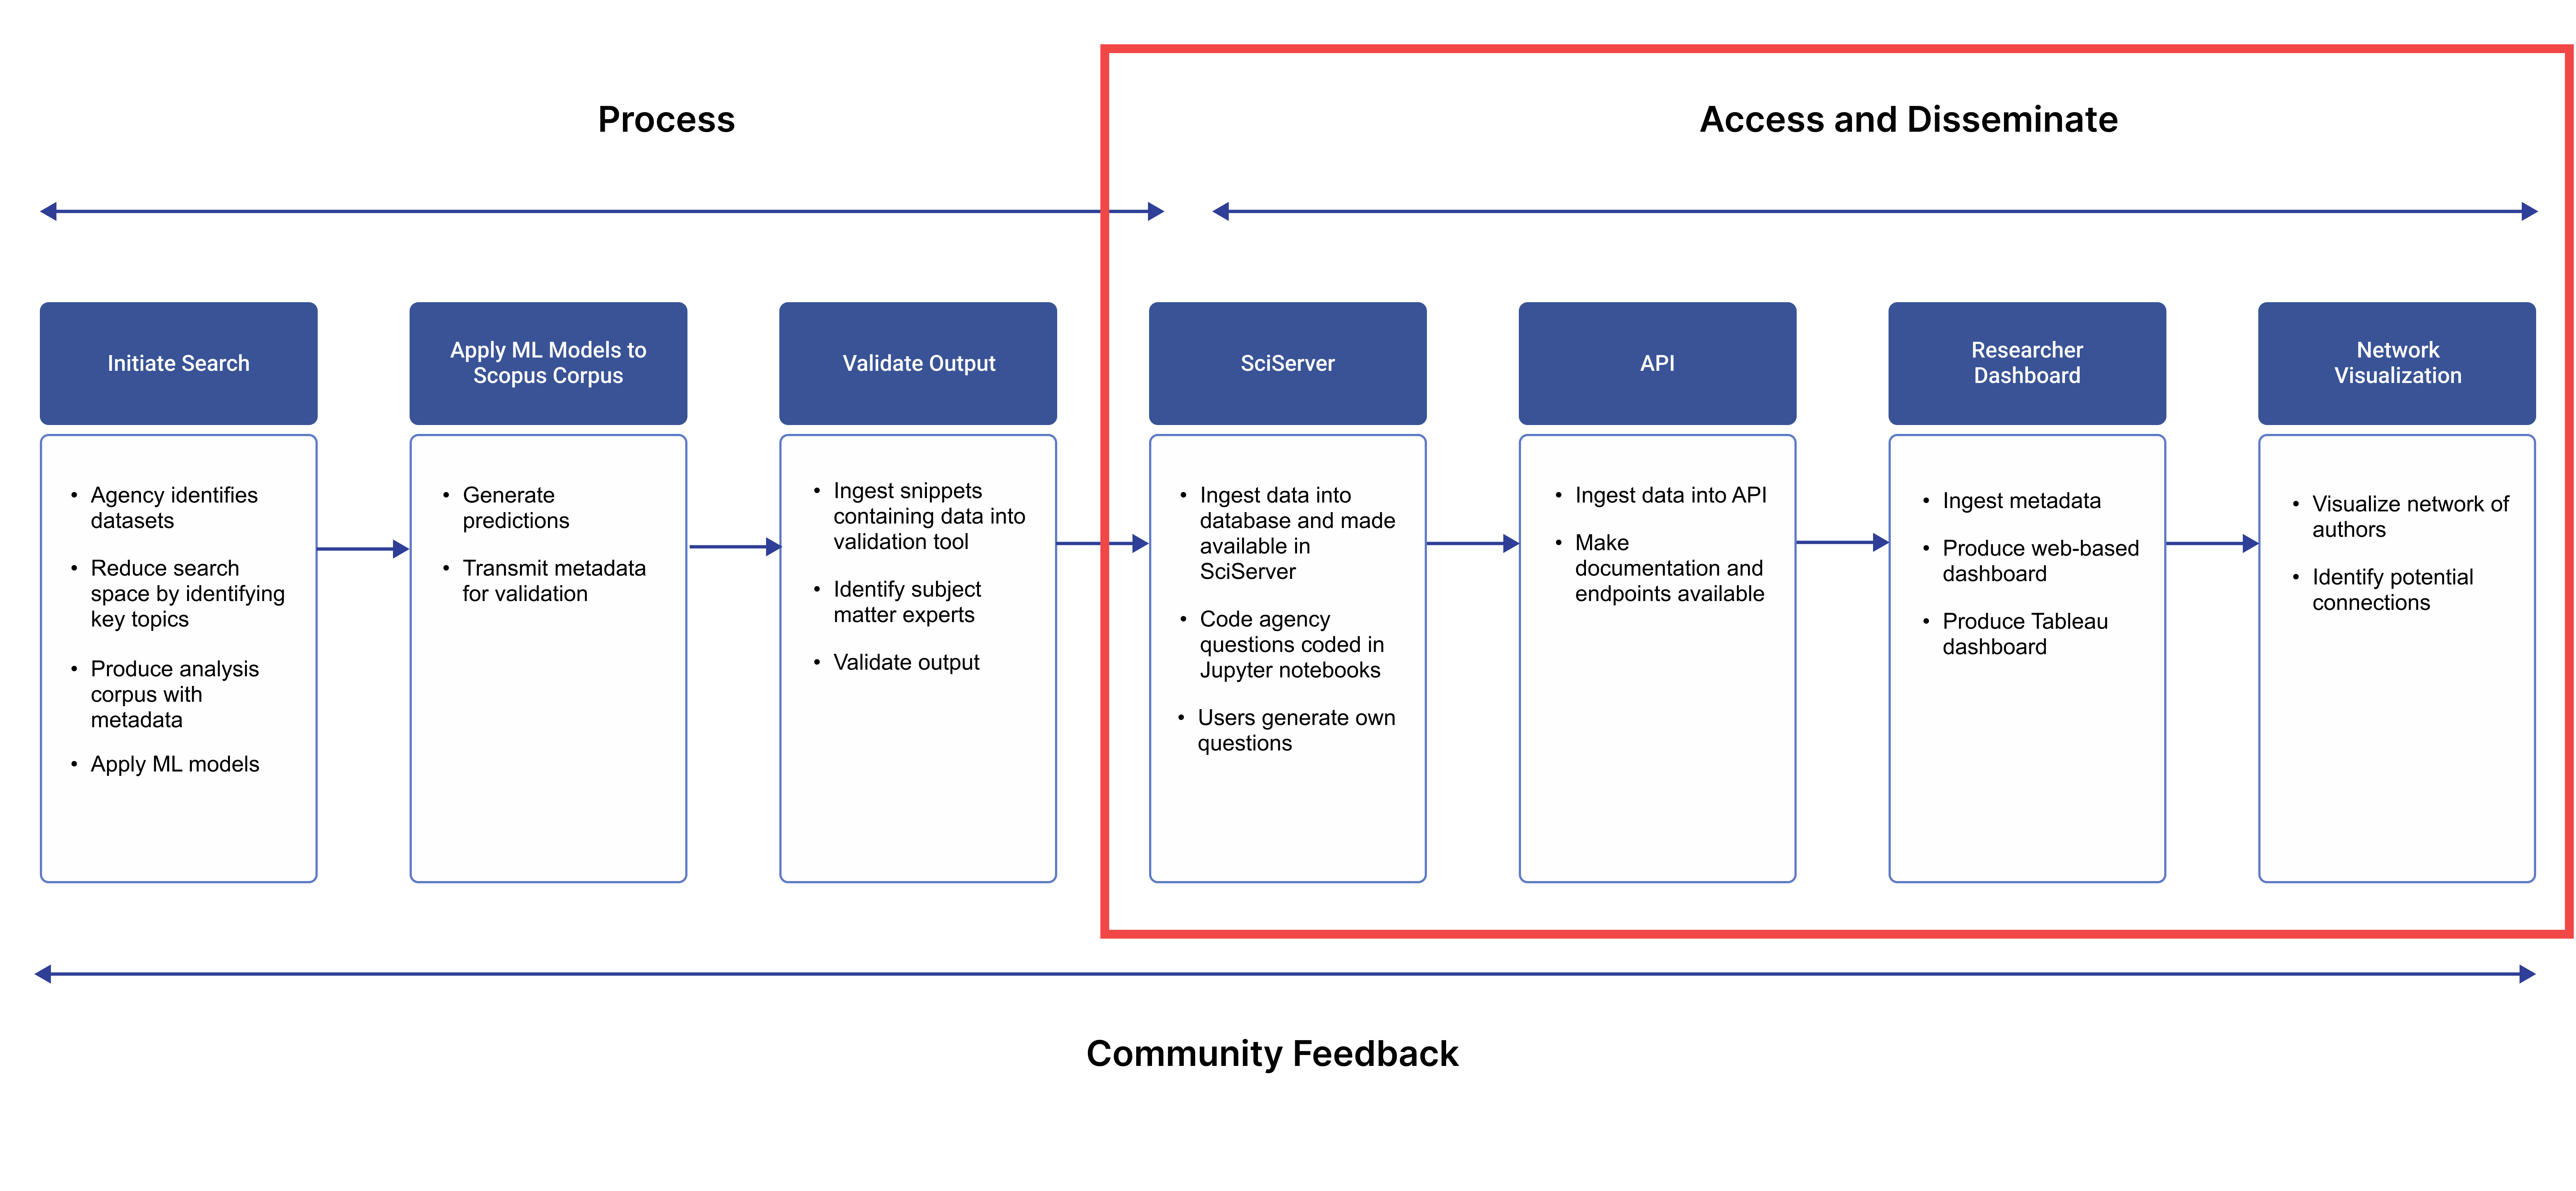 Process
Access and Disseminate
Initiate Search
• Agency identifies
datasets
• Reduce search
space by identifying
key topics
• Produce analysis
corpus with
metadata
• Apply ML models
Apply ML Models to
Scopus Corpus
• Generate
predictions
• Transmit metadata
for validation
Validate Output
• Ingest snippets
containing data into
validation tool
• Identify subject
matter experts
• Validate output
SciServer
• Ingest data into
database and made
available in
SciServer
• Code agency
questions coded in
Jupyter notebooks
• Users generate own
questions
API
• Ingest data into API
• Make
documentation and
endpoints available
Researcher
Dashboard
• Ingest metadata
• Produce web-based
dashboard
• Produce Tableau
dashboard
Network
Visualization
• Visualize network of
authors
• Identify potential
connections
Community Feedback